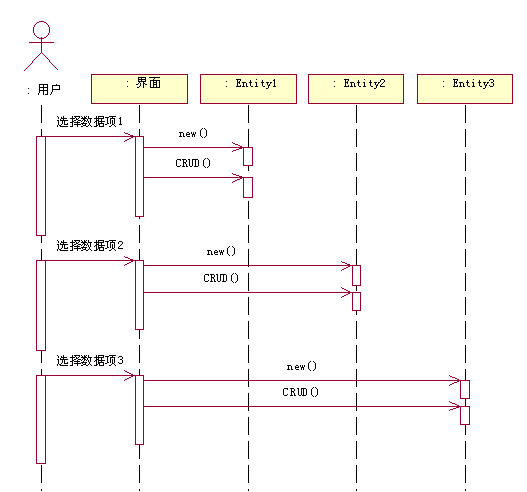 : 用户
: 界面
: Entity1
: Entity2
: Entity3
选择数据项1
new()
CRUD()
选择数据项2
new()
CRUD()
选择数据项3
new()
CRUD()